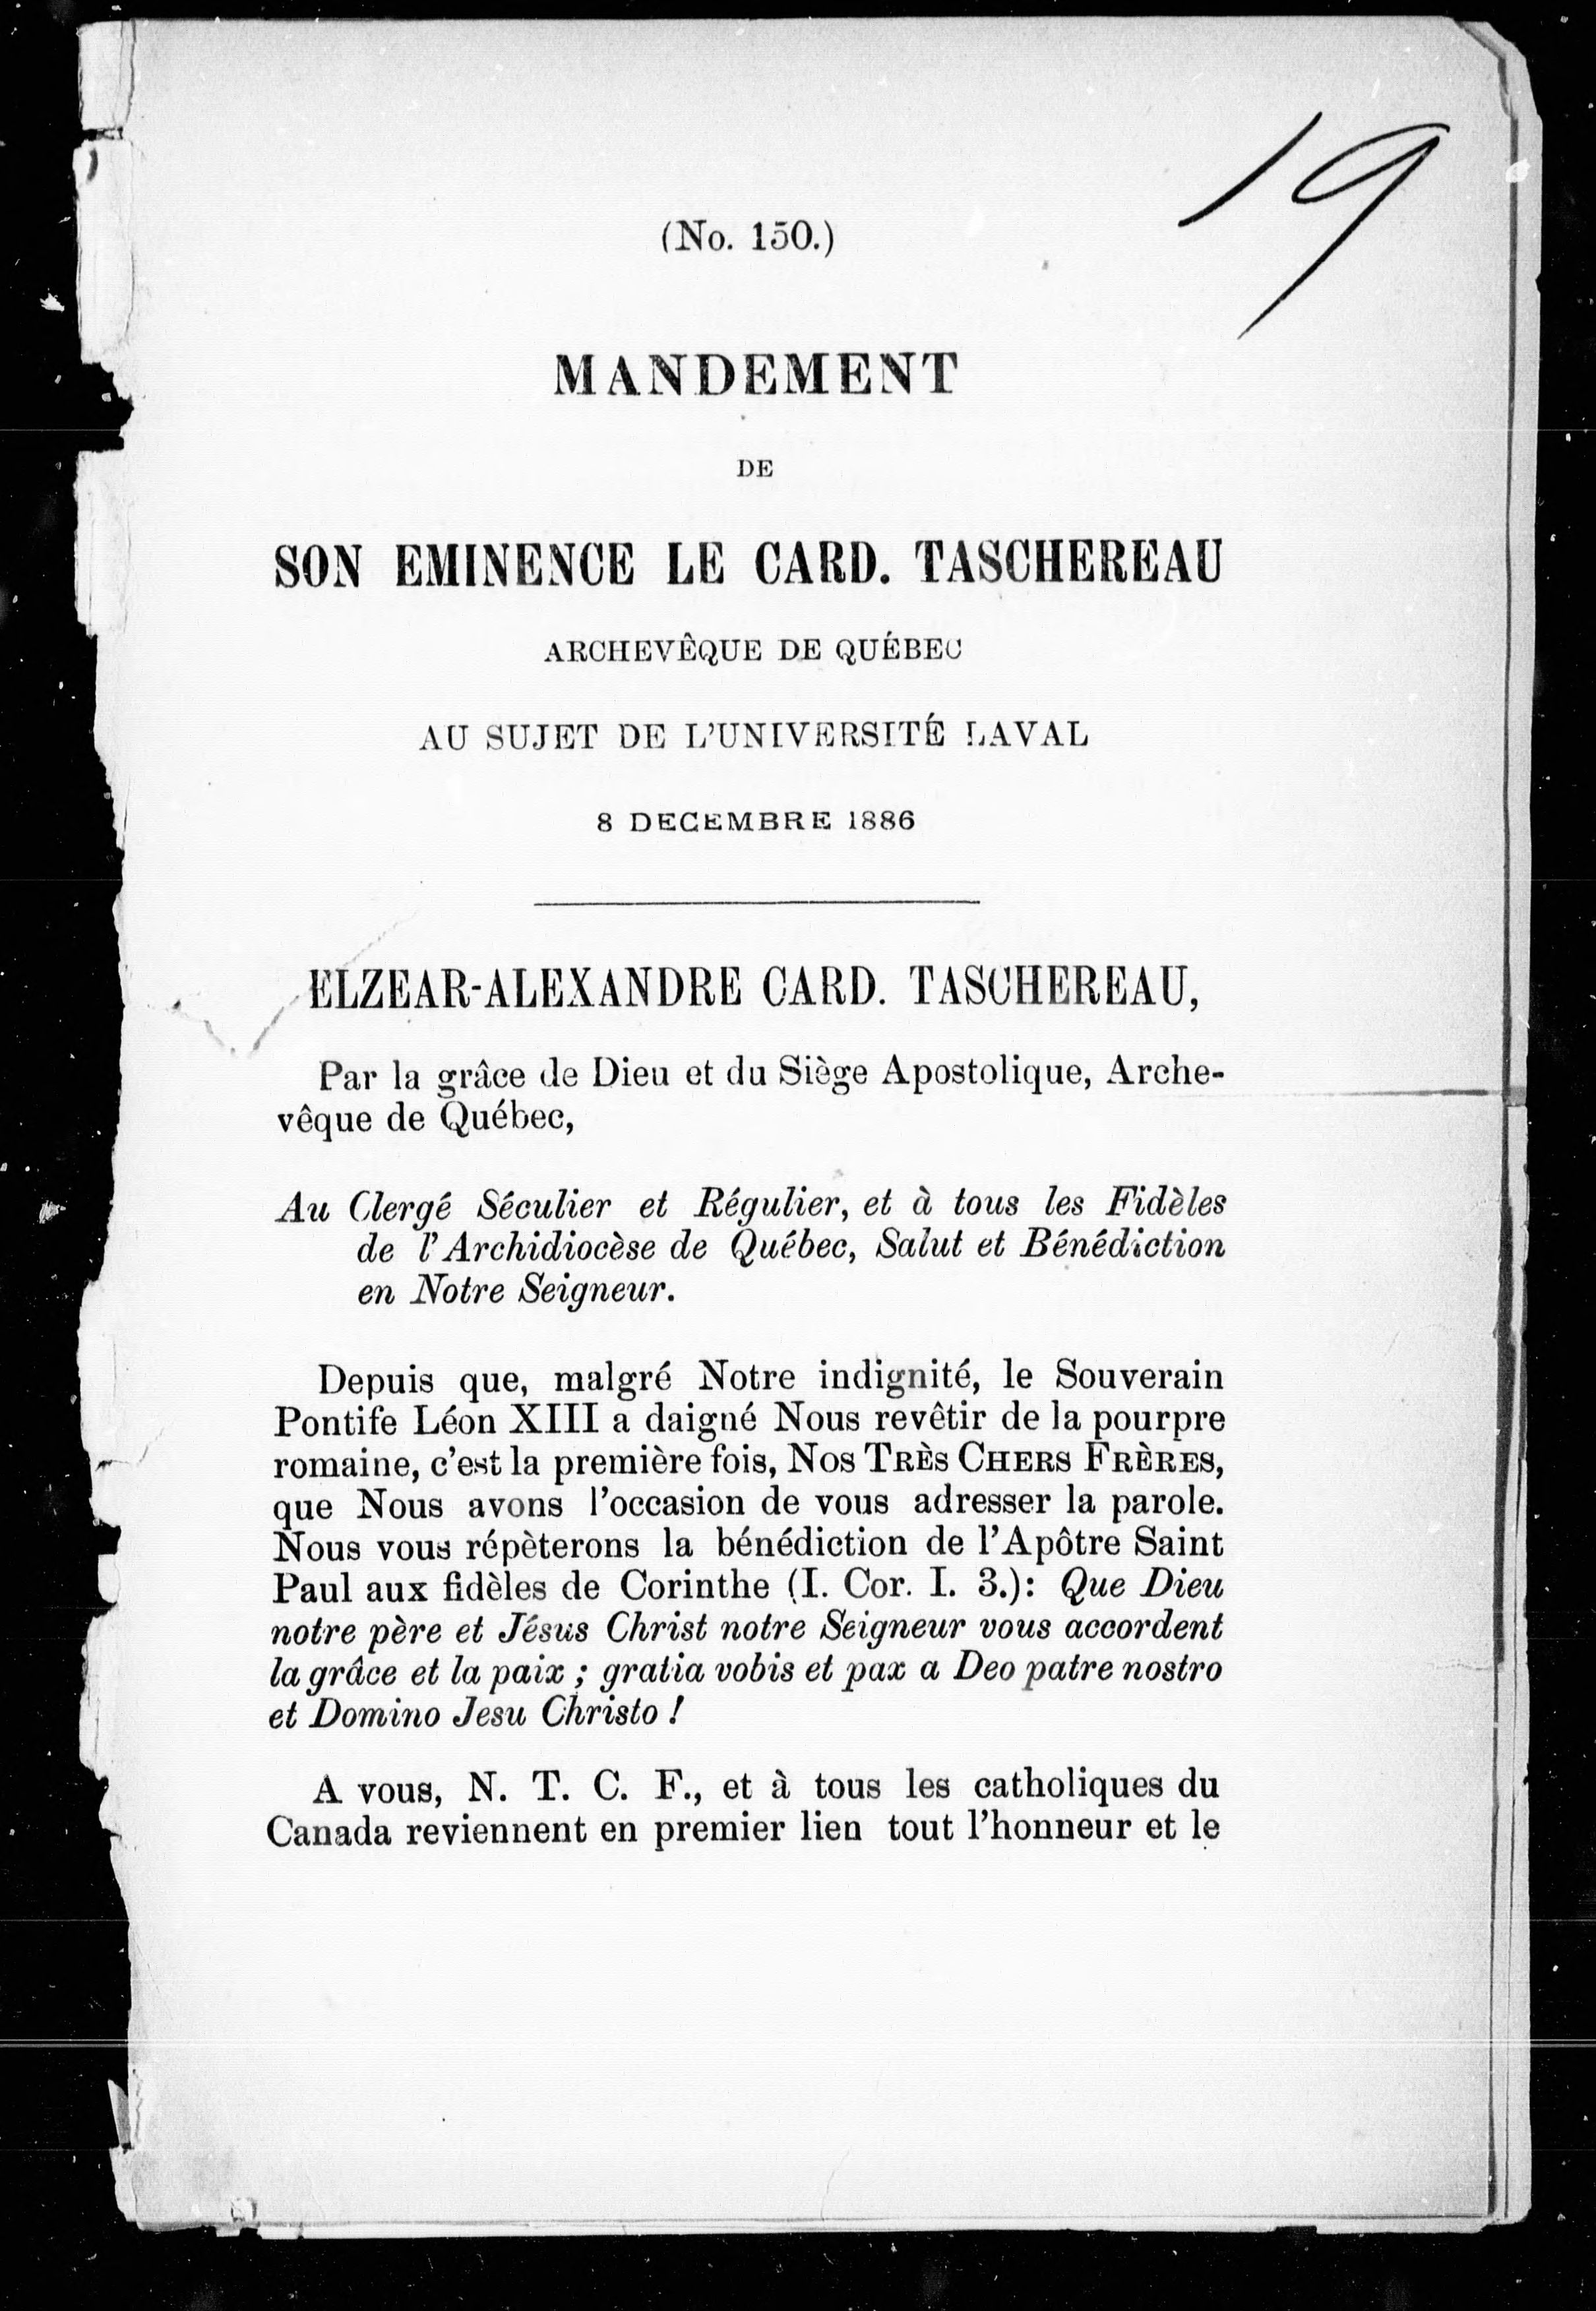 19
(No. 150.)
MANDEMENT
DE
SON EMINENCE LE CARD. TASCHEREAU
ARCHEVÊQUE DE QUÉBEC
AU SUJET DE L'UNIVERSITÉ LAVAL
8 DECEMBRE 1886
ELZEAR-ALEXANDRE CARD. TASCHEREAU,
Par la grâce de Dieu et du Siège Apostolique, Arche-
vêque de Québec,
Au Clergé Séculier et Régulier, et à tous les Fidèles
de l'Archidiocèse de Québec, Salut et Bénédiction
en Notre Seigneur.
Depuis que, malgré Notre indignité, le Souverain
Pontife Léon XIII a daigné Nous revêtir de la pourpre
romaine, c'est la première fois, NOS TRÈS CHERS FRÈRES,
que Nous avons l'occasion de vous adresser la parole.
Nous vous répèterons la bénédiction de l'Apôtre Saint
Paul aux fidèles de Corinthe (I. Cor. I. 3.): Que Dieu
notre père et Jésus Christ notre Seigneur vous accordent
la grâce et la paix ; gratia vobis et pax a Deo patre nostro
et Domino Jesu Christo !
A vous, N. T. C. F., et à tous les catholiques du
Canada reviennent en premier lien tout l'honneur et le